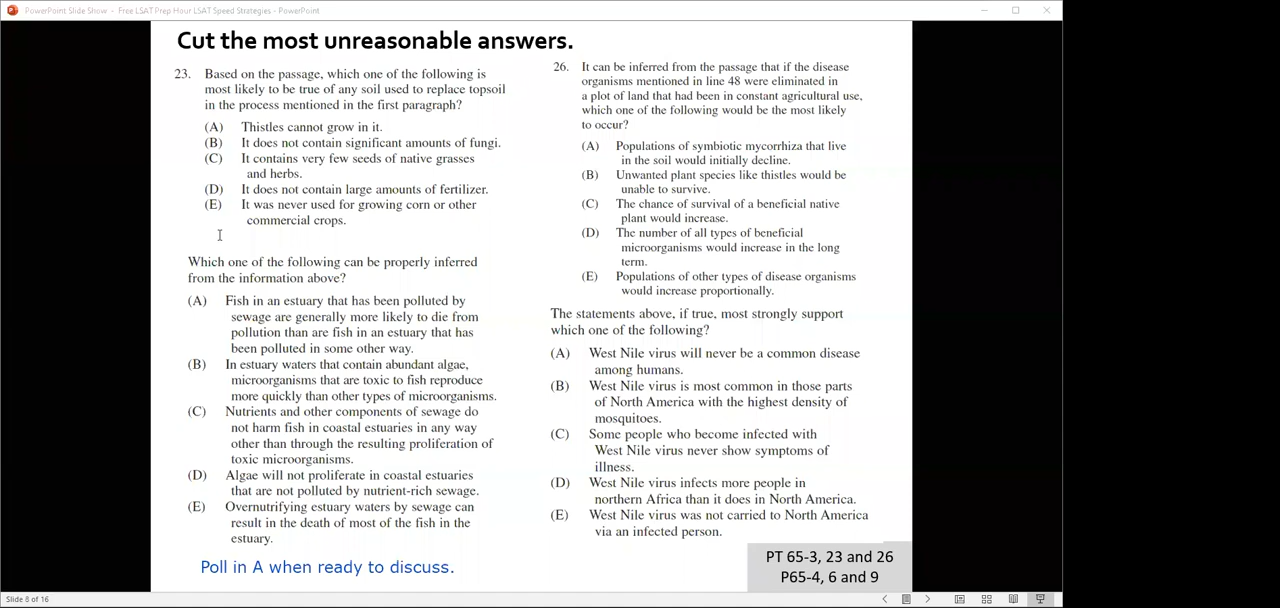 PowerPoint Slide Show - Free LSAT Prep Hour LSAT Speed Strategies - PowerPoint
Cut the most unreasonable answers.
23. Based on the passage, which one of the following is
most likely to be true of any soil used to replace topsoil
in the process mentioned in the first paragraph?
(A) Thistles cannot grow in it.
(B) It does not contain significant amounts of fungi.
(C) It contains very few seeds of native grasses
and herbs.
(D) It does not contain large amounts of fertilizer.
(E) It was never used for growing corn or other
commercial crops.
Which one of the following can be properly inferred
from the information above?
(A) Fish in an estuary that has been polluted by
sewage are generally more likely to die from
pollution than are fish in an estuary that has
been polluted in some other way.
(B) In estuary waters that contain abundant algae,
microorganisms that are toxic to fish reproduce
more quickly than other types of microorganisms.
(C) Nutrients and other components of sewage do
not harm fish in coastal estuaries in any way
other than through the resulting proliferation of
toxic microorganisms.
(D) Algae will not proliferate in coastal estuaries
that are not polluted by nutrient-rich sewage.
(E) Overnutrifying estuary waters by sewage can
result in the death of most of the fish in the
estuary.
Poll in A when ready to discuss.
26. It can be inferred from the passage that if the disease
organisms mentioned in line 48 were eliminated in
a plot of land that had been in constant agricultural use,
which one of the following would be the most likely
to occur?
(A) Populations of symbiotic mycorrhiza that live
in the soil would initially decline.
(B) Unwanted plant species like thistles would be
unable to survive.
(C) The chance of survival of a beneficial native
plant would increase.
(D) The number of all types of beneficial
microorganisms would increase in the long
term.
(E) Populations of other types of disease organisms
would increase proportionally.
The statements above, if true, most strongly support
which one of the following?
(A) West Nile virus will never be a common disease
among humans.
(B) West Nile virus is most common in those parts
of North America with the highest density of
mosquitoes.
(C) Some people who become infected with
West Nile virus never show symptoms of
illness.
(D) West Nile virus infects more people in
northern Africa than it does in North America.
(E) West Nile virus was not carried to North America
via an infected person.
PT 65-3, 23 and 26
P65-4, 6 and 9
Slide 8 of 16